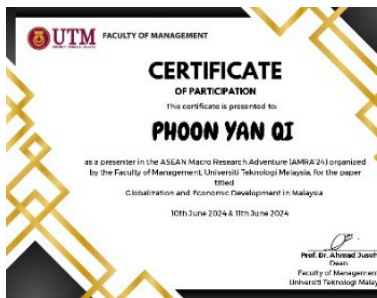 UTM FACULTY OF MANAGEMENT
UNIVERSITI TEKNOLOGI MALAYSIA
CERTIFICATE
OF PARTICIPATION
This certificate is presented to:
PHOON YAN QI
as a presenter in the ASEAN Macro Research Adventure (AMRA'24) organized
by the Faculty of Management, Universiti Teknologi Malaysia, for the paper
titled
Globalization and Economic Development in Malaysia
10th June 2024 & 11th June 2024
Prof. Dr. Ahmad Jusoh
Dean
Faculty of Management
Universiti Teknologi Malay